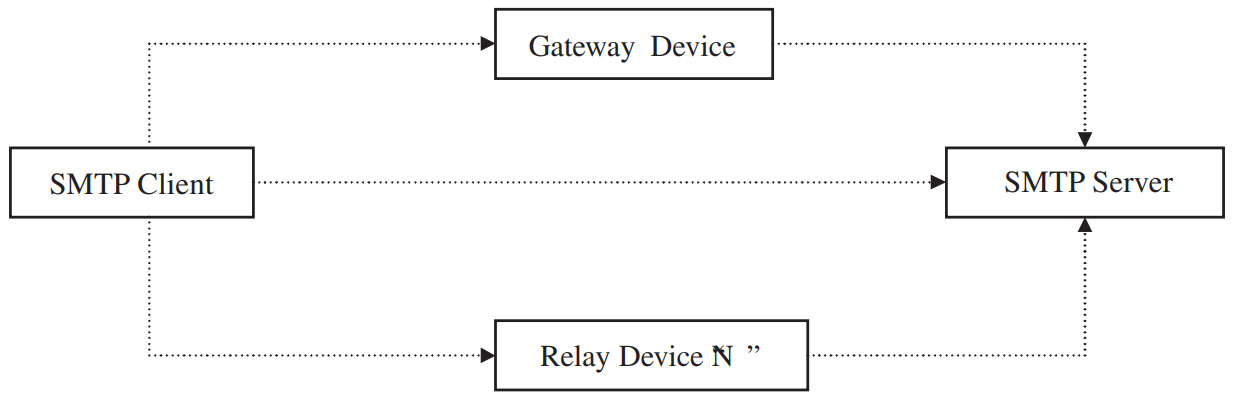 Gateway Device
SMTP Client
SMTP Server
Relay Device “N”